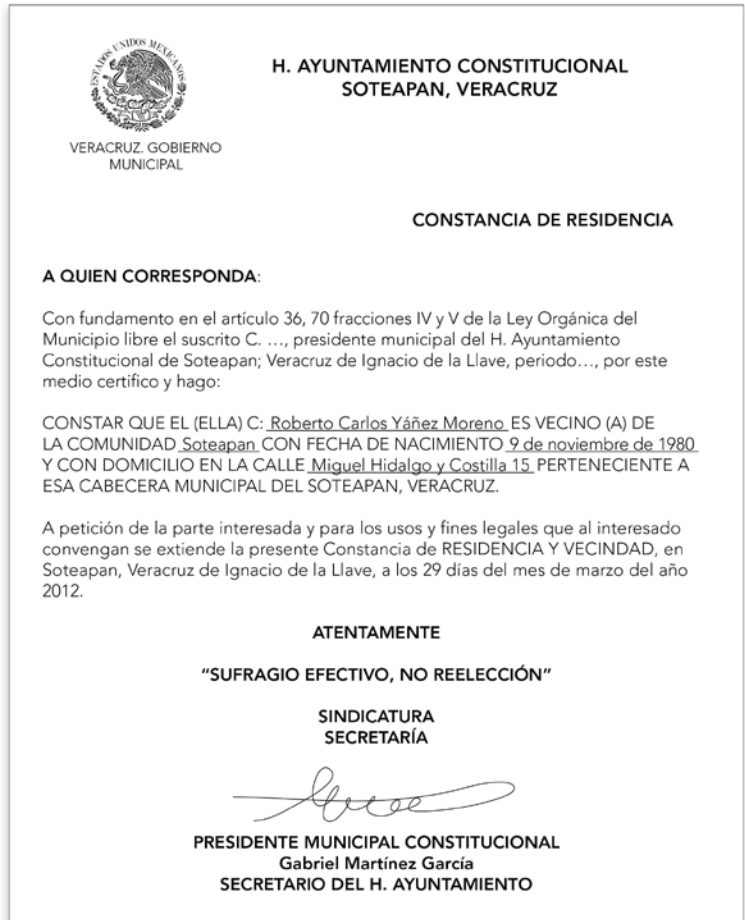 ESTADOS UNIDOS MEXICANOS
H. AYUNTAMIENTO CONSTITUCIONAL
SOTEAPAN, VERACRUZ
VERACRUZ. GOBIERNO
MUNICIPAL
CONSTANCIA DE RESIDENCIA
A QUIEN CORRESPONDA:
Con fundamento en el artículo 36, 70 fracciones IV y V de la Ley Orgánica del
Municipio libre el suscrito C. …, presidente municipal del H. Ayuntamiento
Constitucional de Soteapan; Veracruz de Ignacio de la Llave, periodo…, por este
medio certifico y hago:
CONSTAR QUE EL (ELLA) C: Roberto Carlos Yáñez Moreno ES VECINO (A) DE
LA COMUNIDAD Soteapan CON FECHA DE NACIMIENTO 9 de noviembre de 1980
Y CON DOMICILIO EN LA CALLE Miguel Hidalgo y Costilla 15 PERTENECIENTE A
ESA CABECERA MUNICIPAL DEL SOTEAPAN, VERACRUZ.
A petición de la parte interesada y para los usos y fines legales que al interesado
convengan se extiende la presente Constancia de RESIDENCIA Y VECINDAD, en
Soteapan, Veracruz de Ignacio de la Llave, a los 29 días del mes de marzo del año
2012.
ATENTAMENTE
“SUFRAGIO EFECTIVO, NO REELECCIÓN”
SINDICATURA
SECRETARÍA
PRESIDENTE MUNICIPAL CONSTITUCIONAL
Gabriel Martínez García
SECRETARIO DEL H. AYUNTAMIENTO